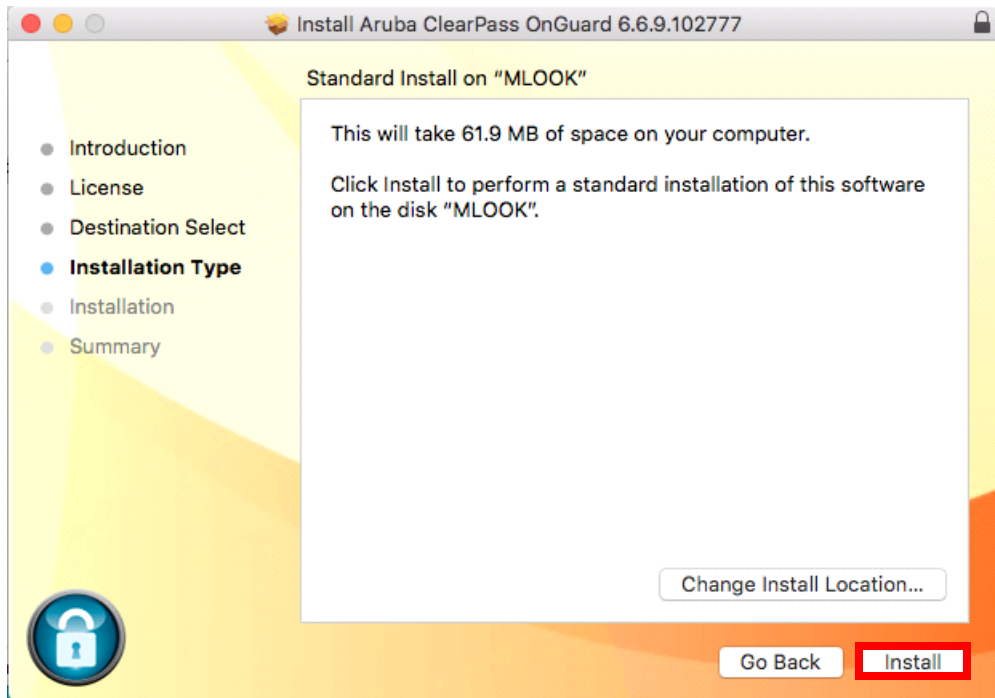 Install Aruba ClearPass OnGuard 6.6.9.102777
Standard Install on “MLOOK”
Introduction
License
Destination Select
Installation Type
Installation
Summary
This will take 61.9 MB of space on your computer.
Click Install to perform a standard installation of this software
on the disk “MLOOK”.
Change Install Location...
Go Back
Install